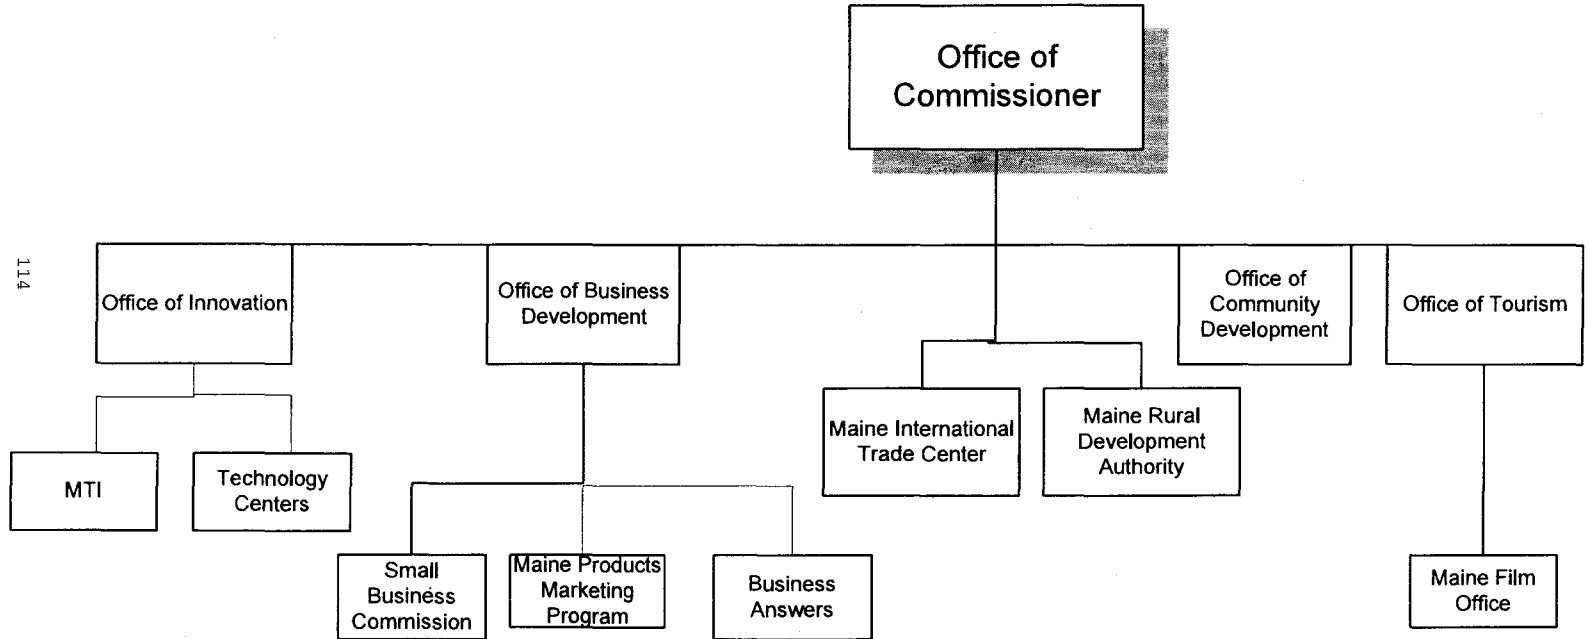 Office of
Commissioner
114
Office of Innovation
Office of Business
Development
Office of
Community
Development
Office of Tourism
Maine International
Trade Center
Maine Rural
Development
Authority
MTI
Technology
Centers
Small
Business
Commission
Maine Products
Marketing
Program
Business
Answers
Maine Film
Office